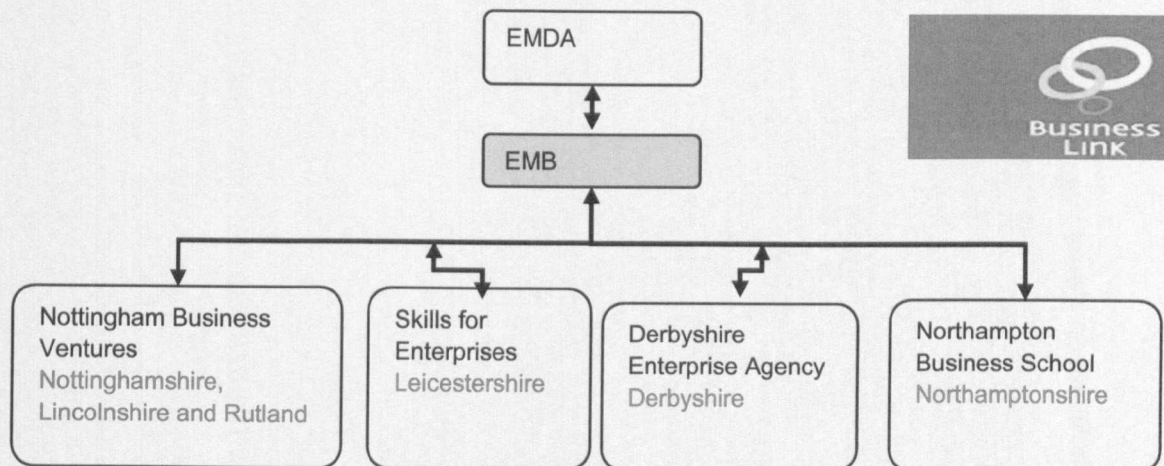 EMDA
Business
Link
EMB
Nottingham Business
Ventures
Nottinghamshire,
Lincolnshire and Rutland
Skills for
Enterprises
Leicestershire
Derbyshire
Enterprise Agency
Derbyshire
Northampton
Business School
Northamptonshire